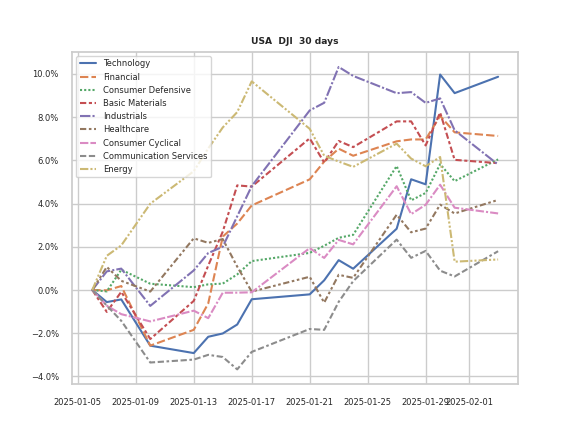 USA DJI 30 days
Technology
Financial
Consumer Defensive
Basic Materials
Industrials
Healthcare
Consumer Cyclical
Communication Services
Energy
10.0%
8.0%
6.0%
4.0%
2.0%
0.0%
−2.0%
−4.0%
2025-01-05 2025-01-09 2025-01-13 2025-01-17 2025-01-21 2025-01-25 2025-01-29 2025-02-01